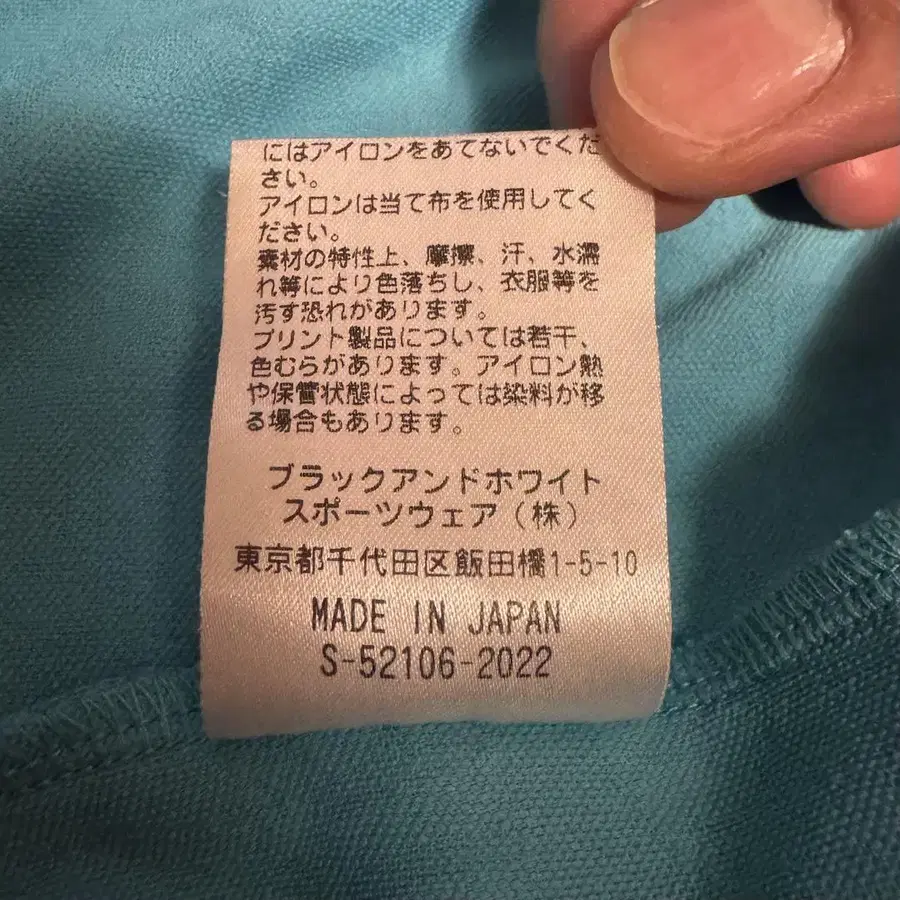 にはアイロンをあてないでくだ
さい。
アイロンは当て布を使用してく
ださい。
素材の特性上、摩擦、汗、水濡
れ等により色落ちし、衣服等を
汚す恐れがあります。
プリント製品については若干、
色むらがあります。アイロン熱
や保管状態によっては染料が移
る場合もあります。
ブラックアンドホワイト
スポーツウェア(株)
東京都千代田区飯田橋1-5-10
MADE IN JAPAN
S-52106-2022